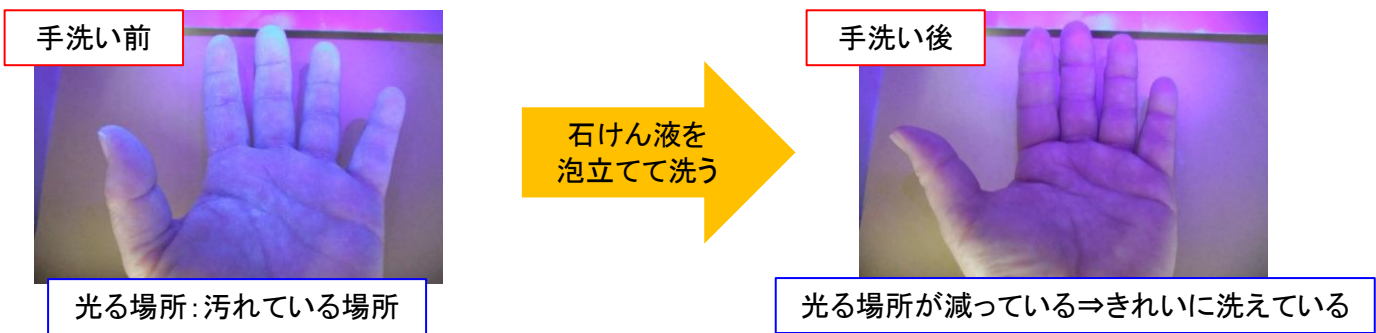 手洗い前
光る場所：汚れている場所
石けん液を
泡立てて洗う
手洗い後
光る場所が減っている⇒きれいに洗えている